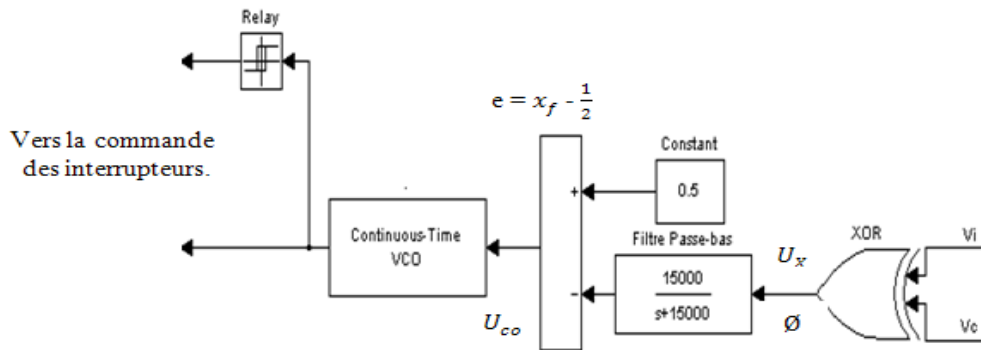 Relay
e = x_f - 1/2
Vers la commande
des interrupteurs.
Constant
+
0.5
Continuous-Time
VCO
Filtre Passe-bas
XOR
Vi
U_x
-
15000
s+15000
U_co
Ø
Vc